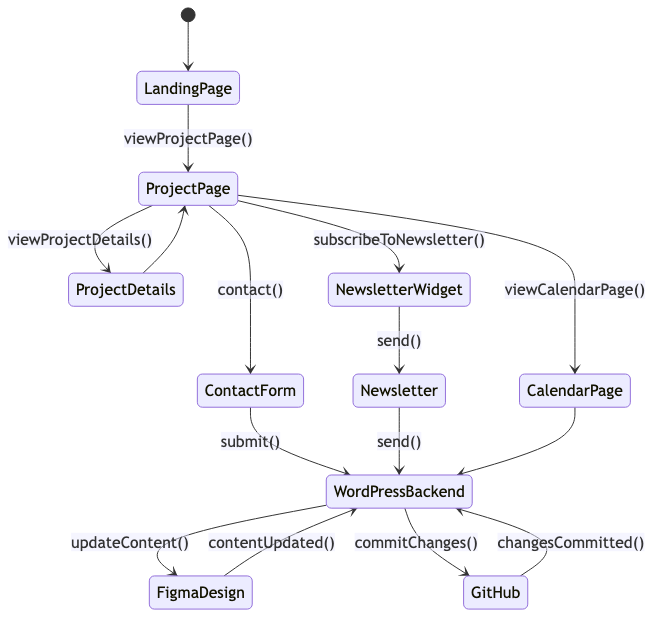 LandingPage
viewProjectPage()
ProjectPage
viewProjectDetails()
subscribeToNewsletter()
ProjectDetails
contact()
NewsletterWidget
viewCalendarPage()
send()
ContactForm
Newsletter
CalendarPage
submit()
send()
WordPressBackend
updateContent()
contentUpdated()
commitChanges()
changesCommitted()
FigmaDesign
GitHub